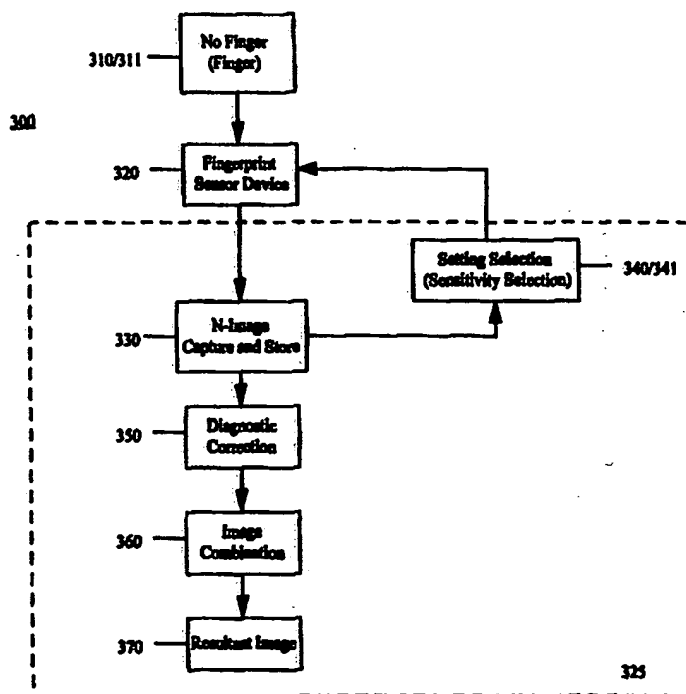 No Finger
(Finger)
310/311
300
Fingerprint
Sensor Device
320
Setting Selection
(Sensitivity Selection)
340/341
N-Image
Capture and Store
330
Diagnostic
Correction
350
Image
Combination
360
Resultant Image
370
325